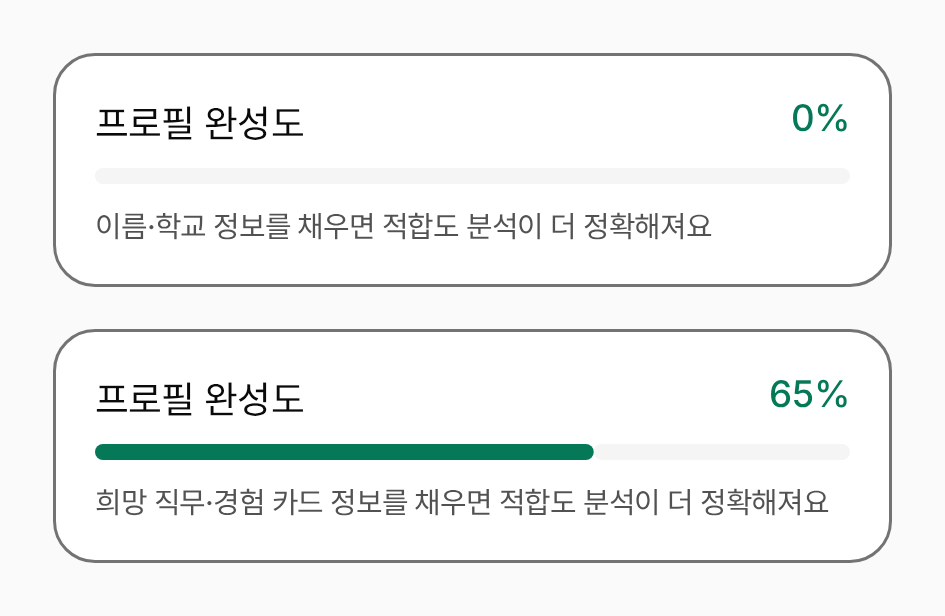 프로필 완성도
0%
이름·학교 정보를 채우면 적합도 분석이 더 정확해져요
프로필 완성도
65%
희망 직무·경험 카드 정보를 채우면 적합도 분석이 더 정확해져요